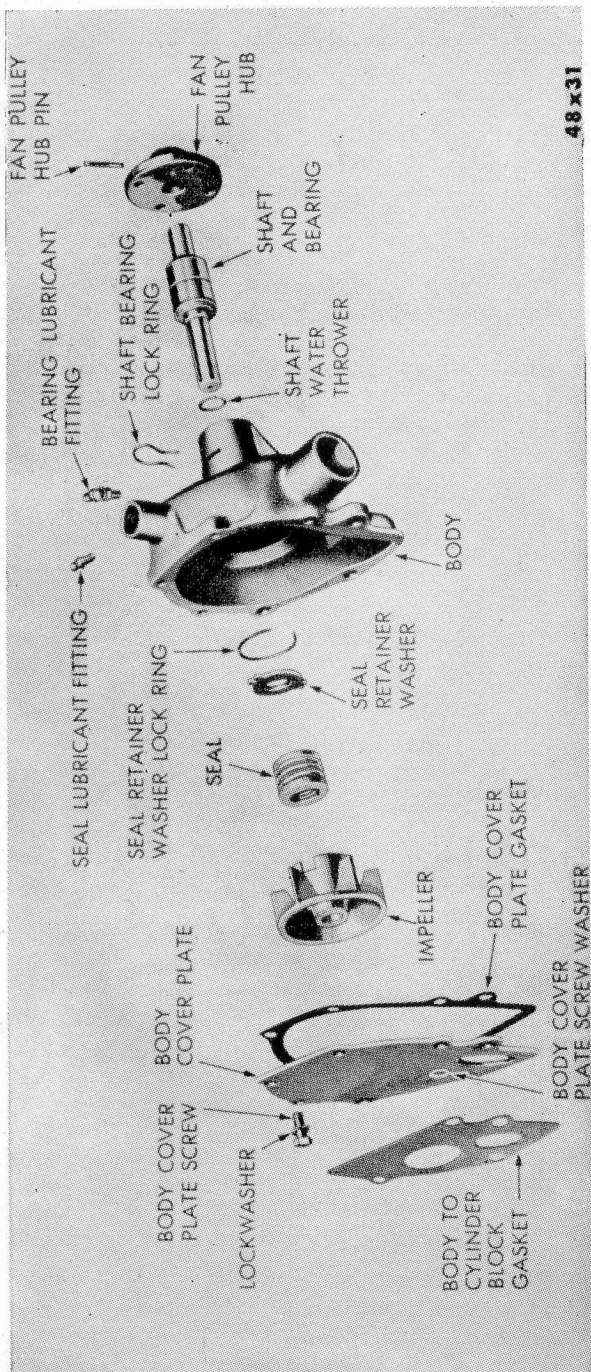 FAN PULLEY
HUB PIN
FAN
PULLEY
HUB
BEARING LUBRICANT
FITTING
SHAFT BEARING
LOCK RING
SHAFT
AND
BEARING
SHAFT
WATER
THROWER
SEAL LUBRICANT FITTING
SEAL RETAINER
WASHER LOCK RING
BODY
SEAL
RETAINER
WASHER
SEAL
IMPELLER
BODY
COVER PLATE
BODY COVER
PLATE GASKET
BODY COVER
PLATE SCREW
LOCKWASHER
BODY COVER
PLATE SCREW WASHER
BODY TO
CYLINDER
BLOCK
GASKET
48x31